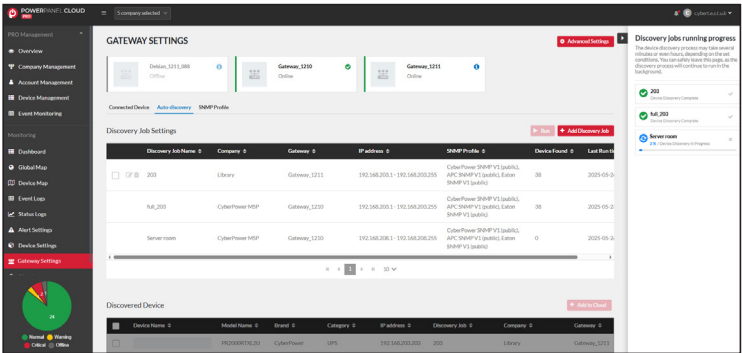 POWERPANEL CLOUD
PRO
5 company selected
cybertestuk
PRO Management
Overview
Company Management
Account Management
Device Management
Event Monitoring
Monitoring
Dashboard
Global Map
Device Map
Event Logs
Status Logs
Alert Settings
Device Settings
Gateway Settings
24
Normal Warning
Critical Offline
GATEWAY SETTINGS
Advanced Settings
Debian_1211_088
Offline
Gateway_1210
Online
Gateway_1211
Online
Connected Device Auto-discovery SNMP Profile
Discovery Job Settings
Run
+ Add Discovery Job
Discovery Job Name Company Gateway IP address SNMP Profile Device Found Last Run
203 Library Gateway_1211 192.168.203.1 - 192.168.203.255 CyberPower SNMP V1 (public), APC SNMP V1 (public), Eaton SNMP V1 (public) 38
full_203 CyberPower MSP Gateway_1210 192.168.203.1 - 192.168.203.255 CyberPower SNMP V1 (public), APC SNMP V1 (public), Eaton SNMP V1 (public) 38
Server room CyberPower MSP Gateway_1210 192.168.208.1 - 192.168.208.255 CyberPower SNMP V1 (public), APC SNMP V1 (public), Eaton SNMP V1 (public) 0
« < 1 > » 10
Discovered Device
+ Add to Cloud
Device Name Model Name Brand Category IP address Discovery Job Company Gateway
PR2000RTXL2U CyberPower UPS 192.168.203.203 203 Library Gateway_1211
Discovery jobs running progress
The device discovery process may take several
minutes or even hours, depending on the set
conditions. You can safely leave this page, as the
discovery process will continue to run in the
background.
203
Device Discovery Complete
full_203
Device Discovery Complete
Server room
/ Device Discovery in Progress